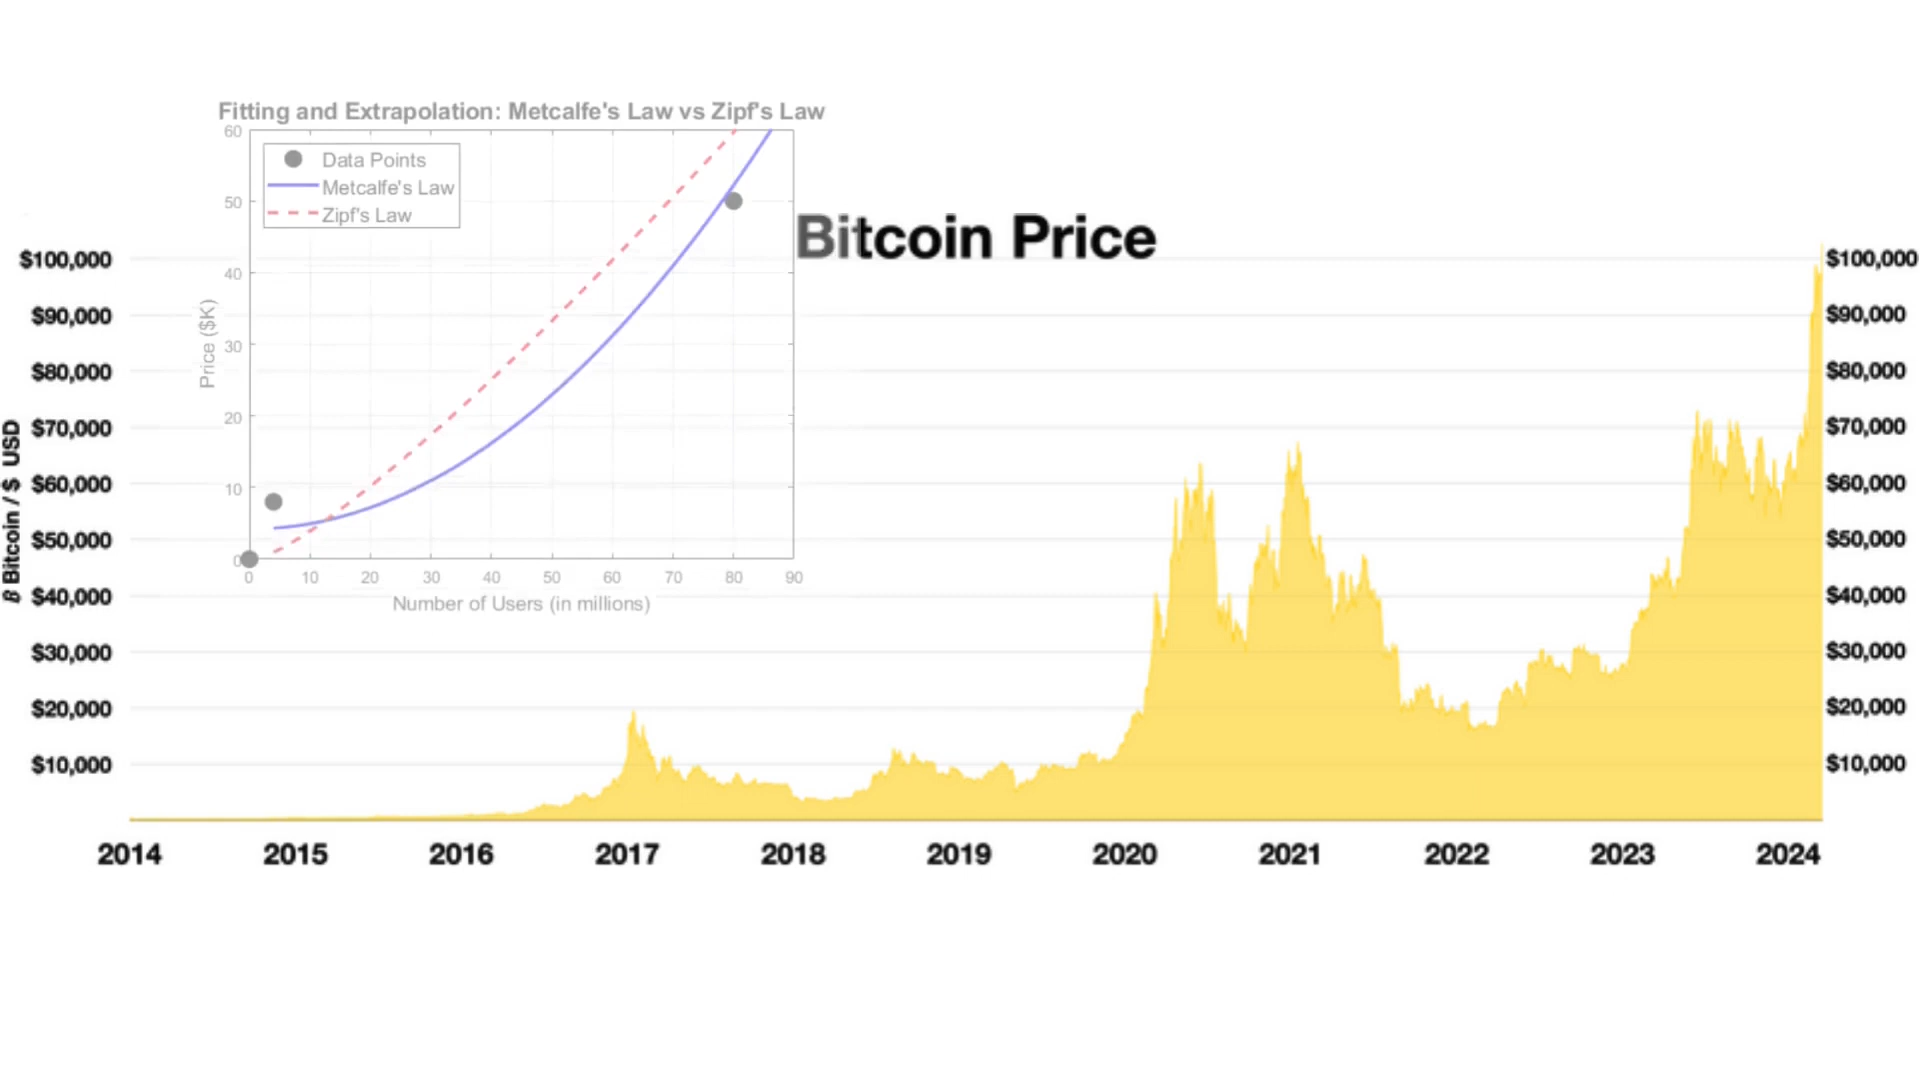 Fitting and Extrapolation: Metcalfe's Law vs Zipf's Law
60
50
40
30
20
10
0
Price ($K)
Data Points
Metcalfe's Law
Zipf's Law
0 10 20 30 40 50 60 70 80 90
Number of Users (in millions)
Bitcoin Price
Bitcoin / $ USD
$100,000 $100,000
$90,000 $90,000
$80,000 $80,000
$70,000 $70,000
$60,000 $60,000
$50,000 $50,000
$40,000 $40,000
$30,000 $30,000
$20,000 $20,000
$10,000 $10,000
2014 2015 2016 2017 2018 2019 2020 2021 2022 2023 2024